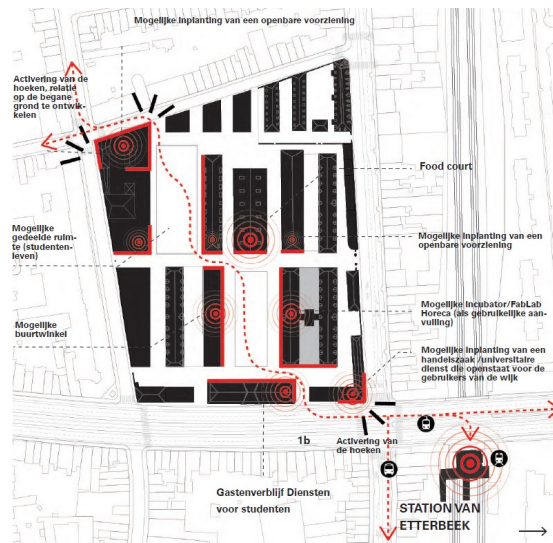 Mogelijke inplanting van een openbare voorziening
Activering van de
hoeken, relatie
op de begane
grond te ontwik-
kelen
Food court
Mogelijke
gedeelde ruim-
te (studenten-
leven)
Mogelijke inplanting van een
openbare voorziening
Mogelijke
buurtwinkel
Mogelijke Incubator/FabLab
Horeca (als gebruikelijke aan-
vulling)
Mogelijke inplanting van een
handelszaak /universitaire
dienst die openstaat voor de
gebruikers van de wijk
1b
Activering van
de hoeken
Gastenverblijf Diensten
voor studenten
STATION VAN
ETTERBEEK